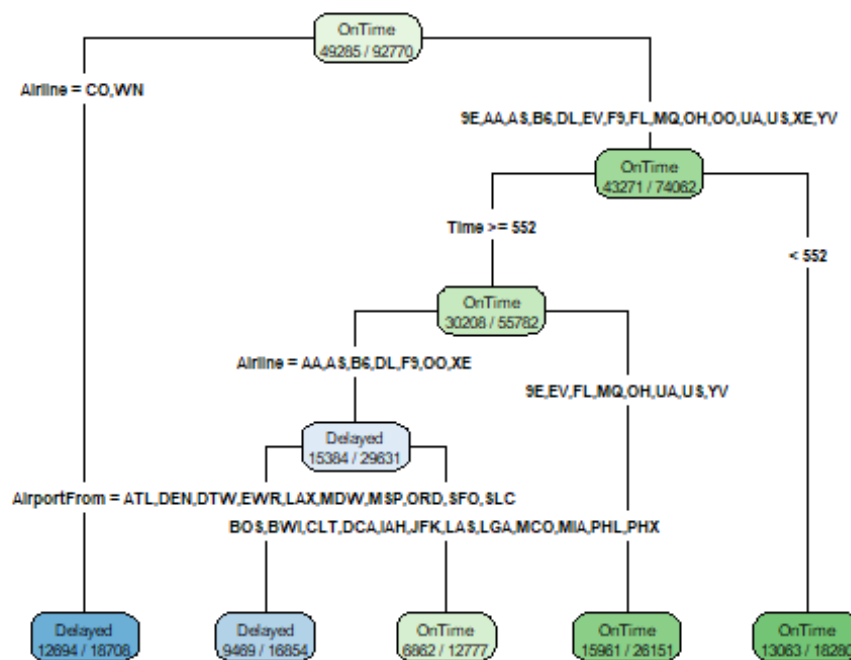 OnTime
49285 / 92770
Airline = CO,WN
9E,AA,AS,B6,DL,EV,F9,FL,MQ,OH,OO,UA,US,XE,YV
OnTime
43271 / 74062
Time >= 552
< 552
OnTime
30208 / 55782
Airline = AA,AS,B6,DL,F9,OO,XE
9E,EV,FL,MQ,OH,UA,US,YV
Delayed
15384 / 29631
AirportFrom = ATL,DEN,DTW,EWR,LAX,MDW,MSP,ORD,SFO,SLC
BOS,BWI,CLT,DCA,IAH,JFK,LAS,LGA,MCO,MIA,PHL,PHX
Delayed
12694 / 18708
Delayed
9469 / 16854
OnTime
6862 / 12777
OnTime
15961 / 26151
OnTime
13063 / 18280